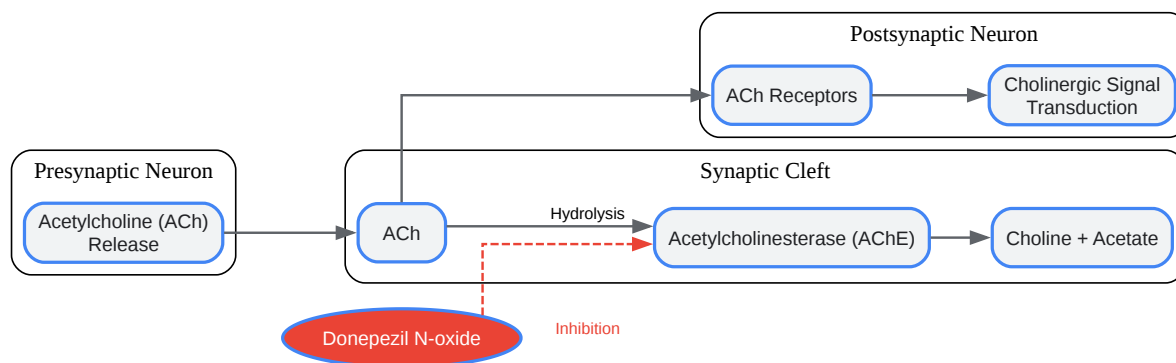 Postsynaptic Neuron
ACh Receptors
Cholinergic Signal
Transduction
Presynaptic Neuron
Acetylcholine (ACh)
Release
Synaptic Cleft
ACh
Hydrolysis
Acetylcholinesterase (AChE)
Choline + Acetate
Donepezil N-oxide
Inhibition